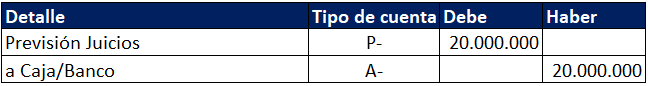 Detalle Tipo de cuenta Debe Haber
Previsión Juicios P- 20.000.000
a Caja/Banco A- 20.000.000